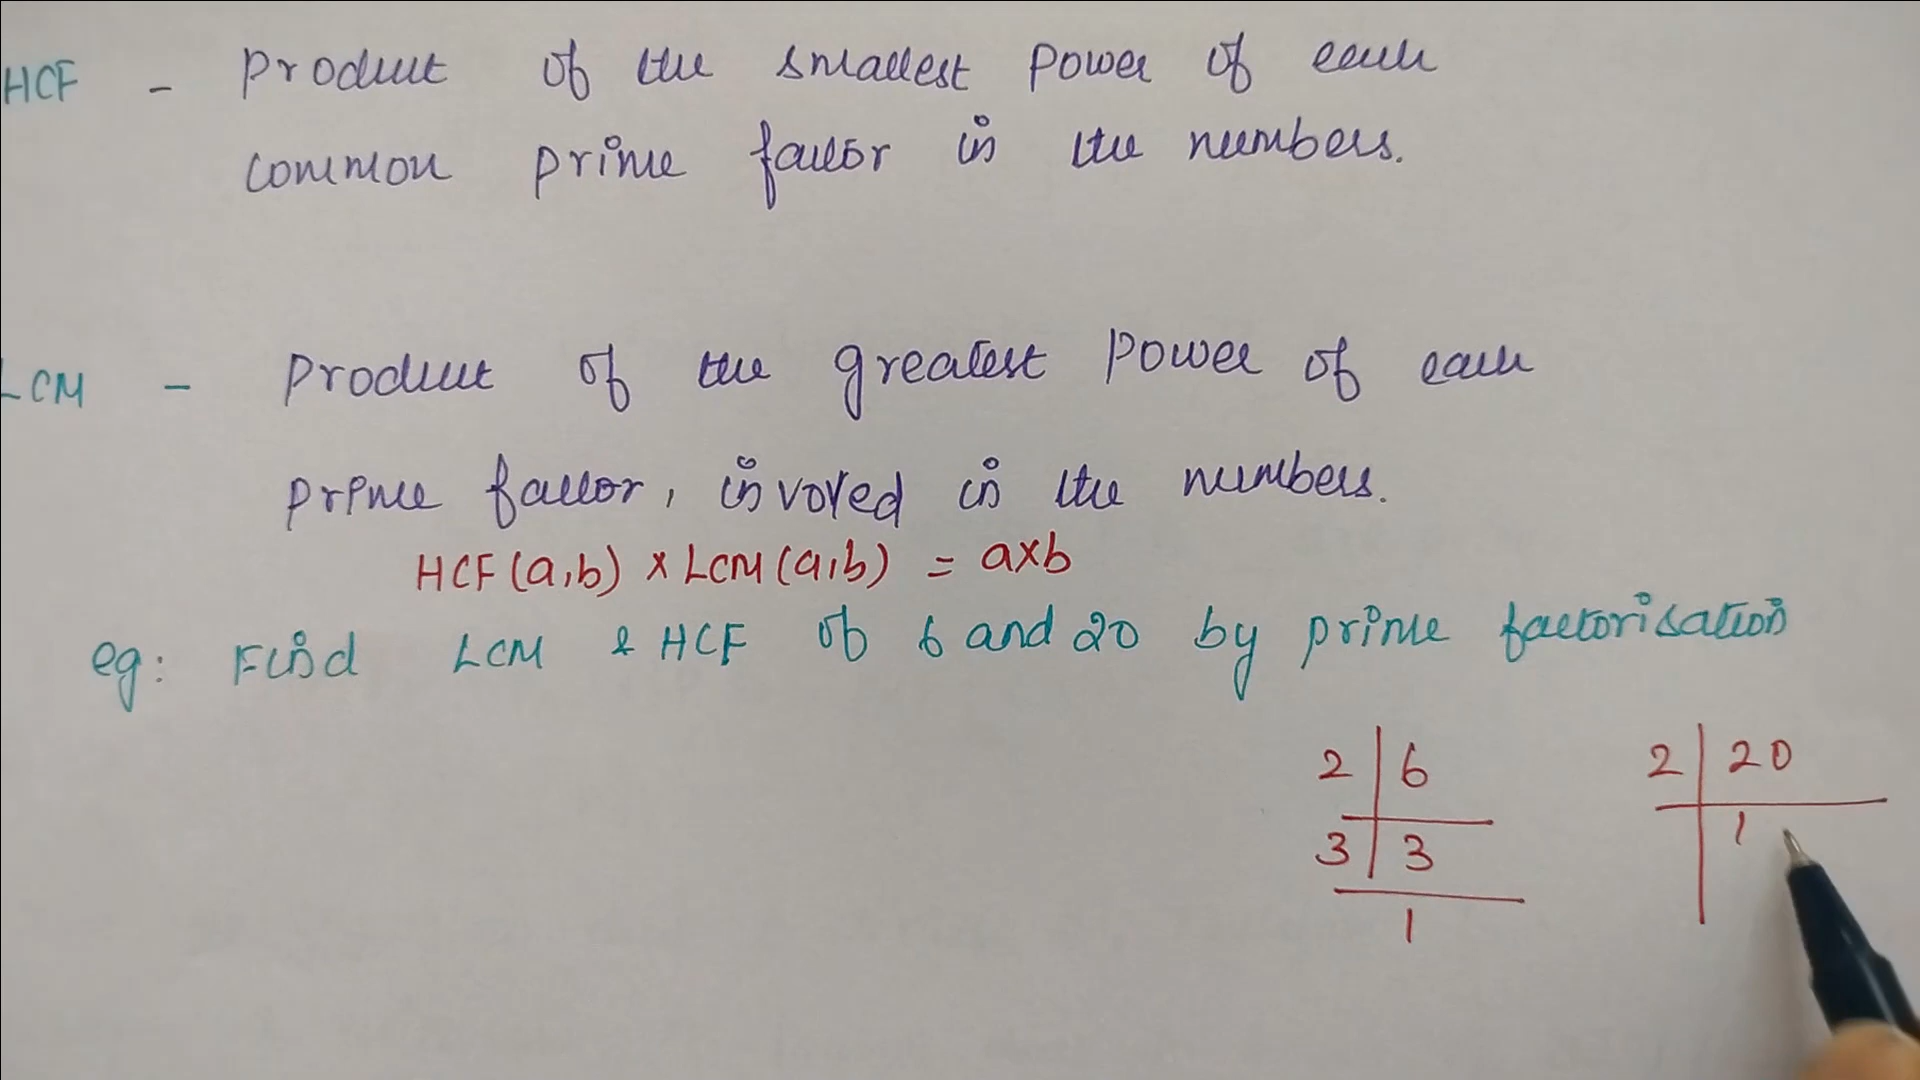 HCF - Product of the smallest power of each
common prime factor in the numbers.
LCM - Product of the greatest Power of each
prime factor, involved in the numbers.
HCF (a,b) x LCM (a,b) = axb
eg: Find LCM & HCF of 6 and 20 by prime factorisation
2 | 6
3 | 3
1
2 | 20
1